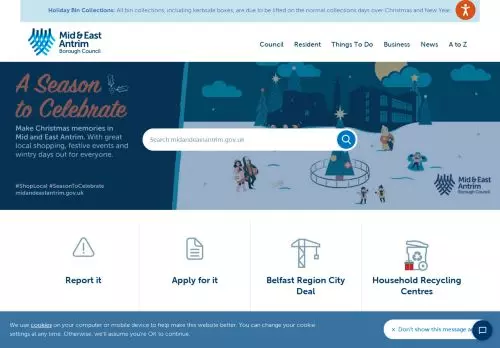 Holiday Bin Collections: All bin collections, including kerbside boxes, are due to be lifted on the normal collections days over Christmas and New Year
Mid & East
Antrim
Borough Council
Council Resident Things To Do Business News A to Z
A Season
to Celebrate
Make Christmas memories in
Mid and East Antrim. With great
local shopping, festive events and
wintry days out for everyone.
Search midandeastantrim.gov.uk
#ShopLocal #SeasonToCelebrate
midandeastantrim.gov.uk
Mid & East
Antrim
Borough Council
Report it
Apply for it
Belfast Region City
Deal
Household Recycling
Centres
We use cookies on your computer or mobile device to help make this website better. You can change your
cookie settings at any time. Otherwise, we'll assume you're OK to continue.
× Don't show this message a